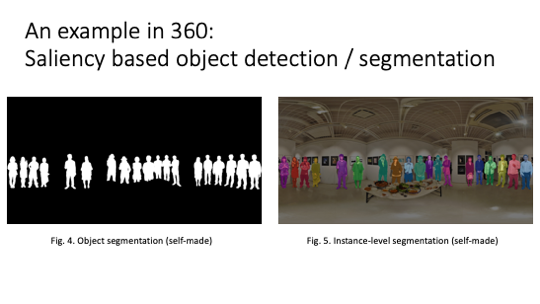 An example in 360:
Saliency based object detection / segmentation
Fig. 4. Object segmentation (self-made)
Fig. 5. Instance-level segmentation (self-made)